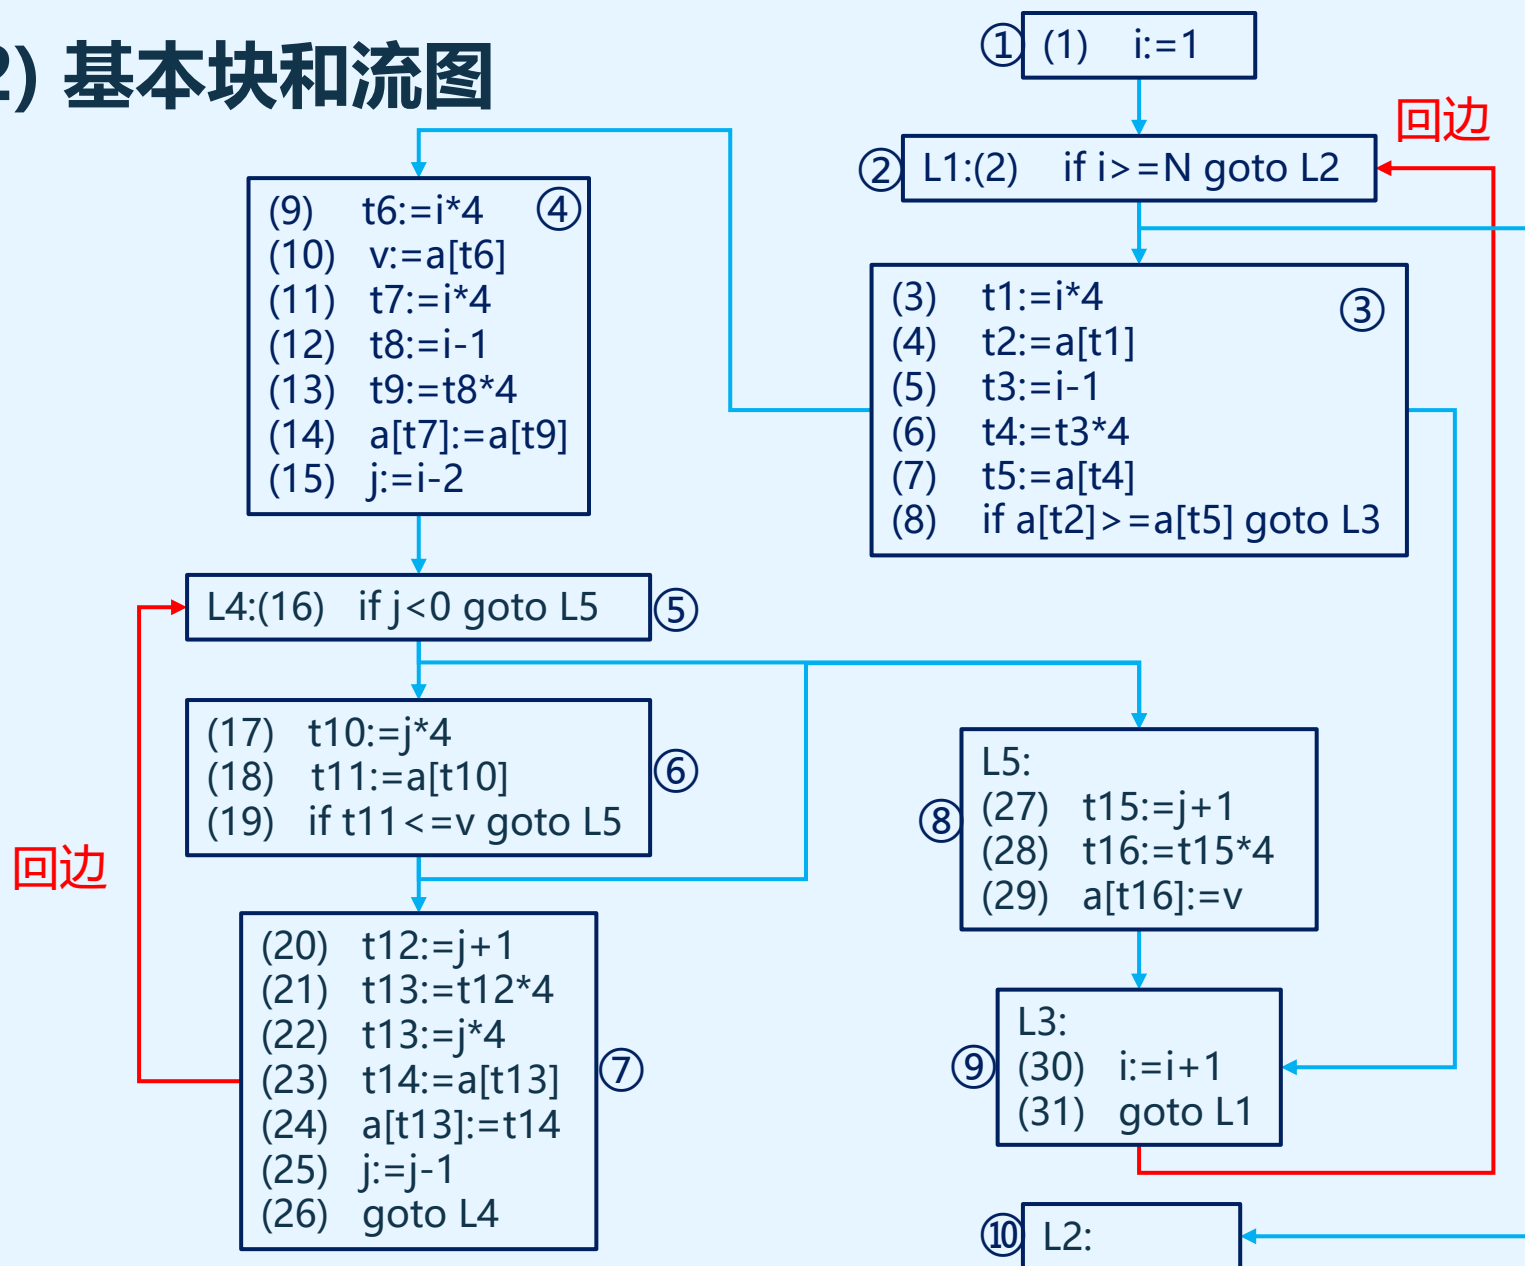 2) 基本块和流图
① (1) i:=1
回边
② L1:(2) if i>=N goto L2
③
(3) t1:=i*4
(4) t2:=a[t1]
(5) t3:=i-1
(6) t4:=t3*4
(7) t5:=a[t4]
(8) if a[t2]>=a[t5] goto L3
(9) t6:=i*4 ④
(10) v:=a[t6]
(11) t7:=i*4
(12) t8:=i-1
(13) t9:=t8*4
(14) a[t7]:=a[t9]
(15) j:=i-2
L4:(16) if j<0 goto L5 ⑤
(17) t10:=j*4
(18) t11:=a[t10] ⑥
(19) if t11<=v goto L5
回边
(20) t12:=j+1
(21) t13:=t12*4
(22) t13:=j*4
(23) t14:=a[t13] ⑦
(24) a[t13]:=t14
(25) j:=j-1
(26) goto L4
L5:
⑧ (27) t15:=j+1
(28) t16:=t15*4
(29) a[t16]:=v
L3:
⑨ (30) i:=i+1
(31) goto L1
⑩ L2: